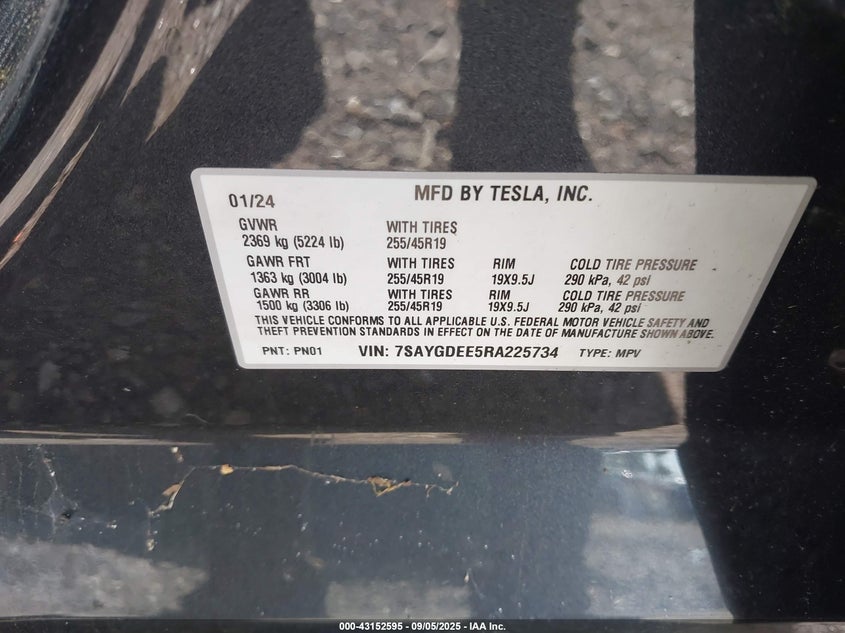 01/24 MFD BY TESLA, INC.
GVWR WITH TIRES
2369 kg (5224 lb) 255/45R19
GAWR FRT WITH TIRES RIM COLD TIRE PRESSURE
1363 kg (3004 lb) 255/45R19 19X9.5J 290 kPa, 42 psi
GAWR RR WITH TIRES RIM COLD TIRE PRESSURE
1500 kg (3306 lb) 255/45R19 19X9.5J 290 kPa, 42 psi
THIS VEHICLE CONFORMS TO ALL APPLICABLE U.S. FEDERAL MOTOR VEHICLE SAFETY AND
THEFT PREVENTION STANDARDS IN EFFECT ON THE DATE OF MANUFACTURE SHOWN ABOVE.
PNT: PN01 VIN: 7SAYGDEE5RA225734 TYPE: MPV
000-43152595 - 09/05/2025 - IAA Inc.